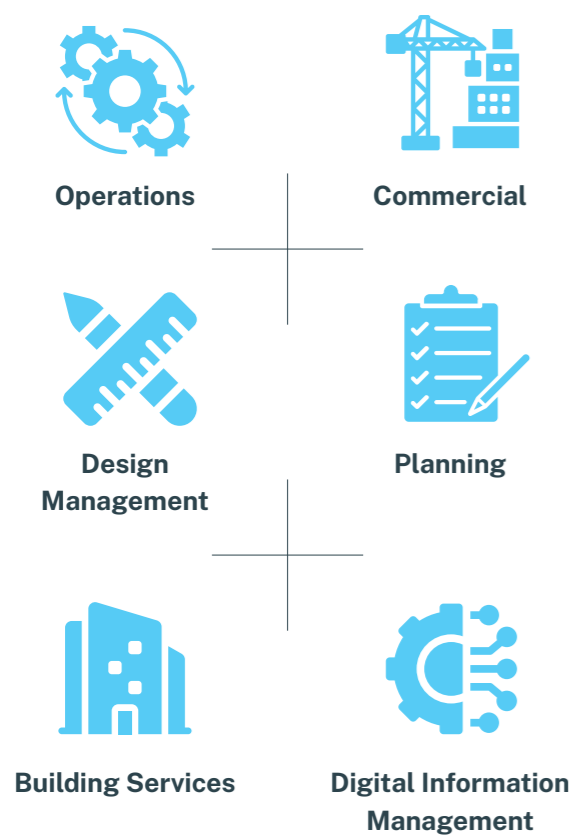 Operations
Commercial
Design
Management
Planning
Building Services
Digital Information
Management